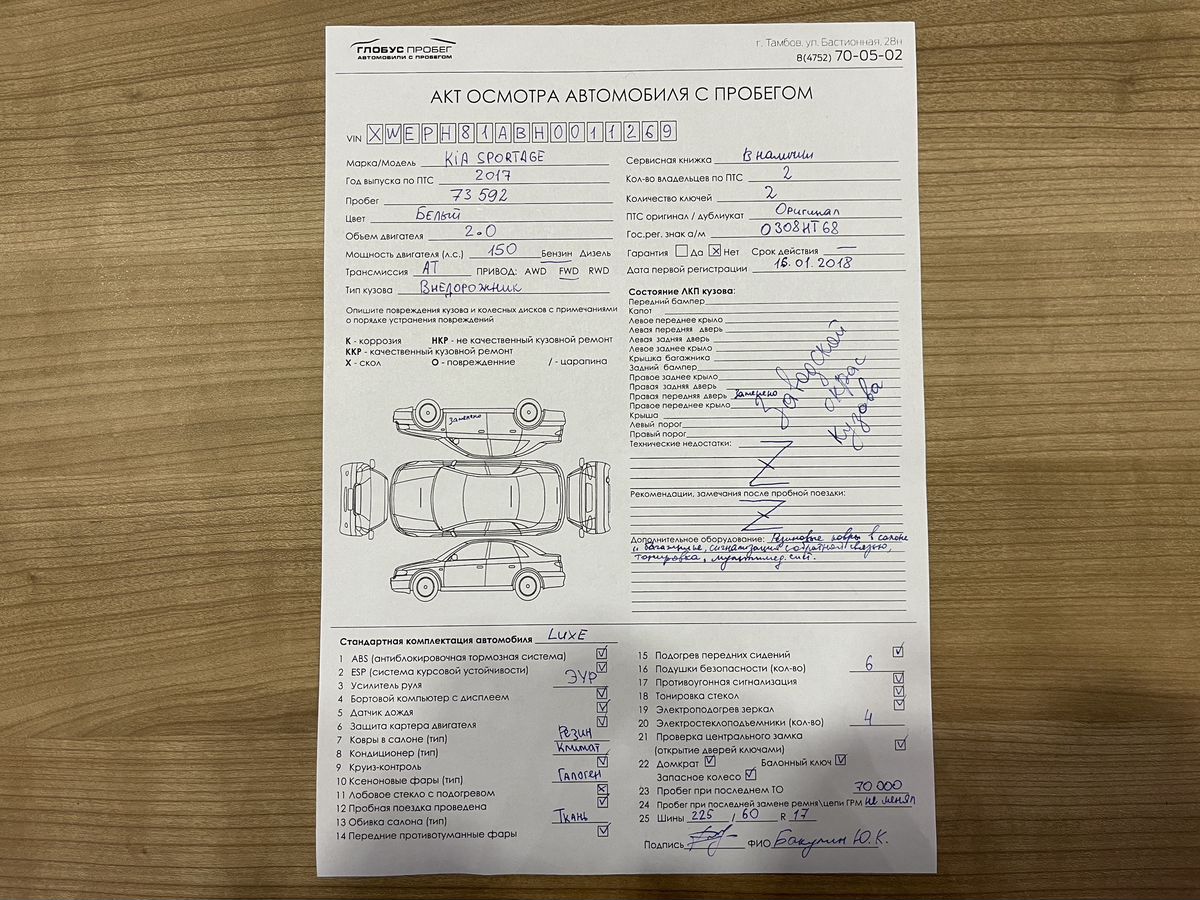 ГЛОБУС ПРОБЕГ
АВТОМОБИЛИ С ПРОБЕГОМ
г. Тамбов, ул. Бастионная, 28н
8(4752) 70-05-02
АКТ ОСМОТРА АВТОМОБИЛЯ С ПРОБЕГОМ
VIN XWEPH81ABH0011269
Марка/Модель KIA SPORTAGE
Год выпуска по ПТС 2017
Пробег 73 592
Цвет Белый
Объем двигателя 2.0
Мощность двигателя (л.с.) 150 Бензин Дизель
Трансмиссия АТ ПРИВОД: AWD FWD RWD
Тип кузова Внедорожник
Сервисная книжка В наличии
Кол-во владельцев по ПТС 2
Количество ключей 2
ПТС оригинал / дубликат Оригинал
Гос.рег. знак а/м О308НТ68
Гарантия Да Нет Срок действия —
Дата первой регистрации 16.01.2018
Опишите повреждения кузова и колесных дисков с примечаниями
о порядке устранения повреждений
К - коррозия НКР - не качественный кузовной ремонт
ККР - качественный кузовной ремонт
Х - скол О - повреждение / - царапина
замечено
Состояние ЛКП кузова:
Передний бампер
Капот
Левое переднее крыло
Левая передняя дверь
Левая задняя дверь
Левое заднее крыло
Крышка багажника
Задний бампер
Правое заднее крыло
Правая задняя дверь
Правая передняя дверь
Правое переднее крыло
Крыша
Левый порог
Правый порог
Заводской
окрас
кузова
Технические недостатки:
Z
Рекомендации, замечания после пробной поездки:
Z
Дополнительное оборудование: Резиновые ковры в салоне
и багажнике, сигнализация с обратной связью,
тонировка, мультимед. сист.
Стандартная комплектация автомобиля LUXE
1 ABS (антиблокировочная тормозная система)
2 ESP (система курсовой устойчивости)
3 Усилитель руля ЭУР
4 Бортовой компьютер с дисплеем
5 Датчик дождя
6 Защита картера двигателя
7 Ковры в салоне (тип) Резин
8 Кондиционер (тип) Климат
9 Круиз-контроль
10 Ксеноновые фары (тип) Галоген
11 Лобовое стекло с подогревом
12 Пробная поездка проведена
13 Обивка салона (тип) Ткань
14 Передние противотуманные фары
15 Подогрев передних сидений
16 Подушки безопасности (кол-во) 6
17 Противоугонная сигнализация
18 Тонировка стекол
19 Электроподогрев зеркал
20 Электростеклоподъемники (кол-во) 4
21 Проверка центрального замка
(открытие дверей ключами)
22 Домкрат Балонный ключ
Запасное колесо
23 Пробег при последнем ТО 70 000
24 Пробег при последней замене ремня\цепи ГРМ не менял
25 Шины 225 / 60 R 17
Подпись ФИО Бакулин Ю.К.